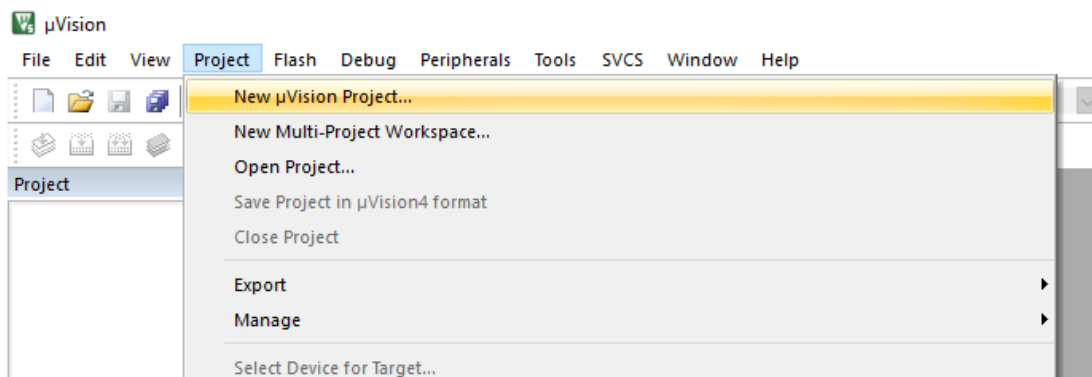 µVision
File Edit View Project Flash Debug Peripherals Tools SVCS Window Help
New µVision Project...
New Multi-Project Workspace...
Open Project...
Project
Save Project in µVision4 format
Close Project
Export
Manage
Select Device for Target...